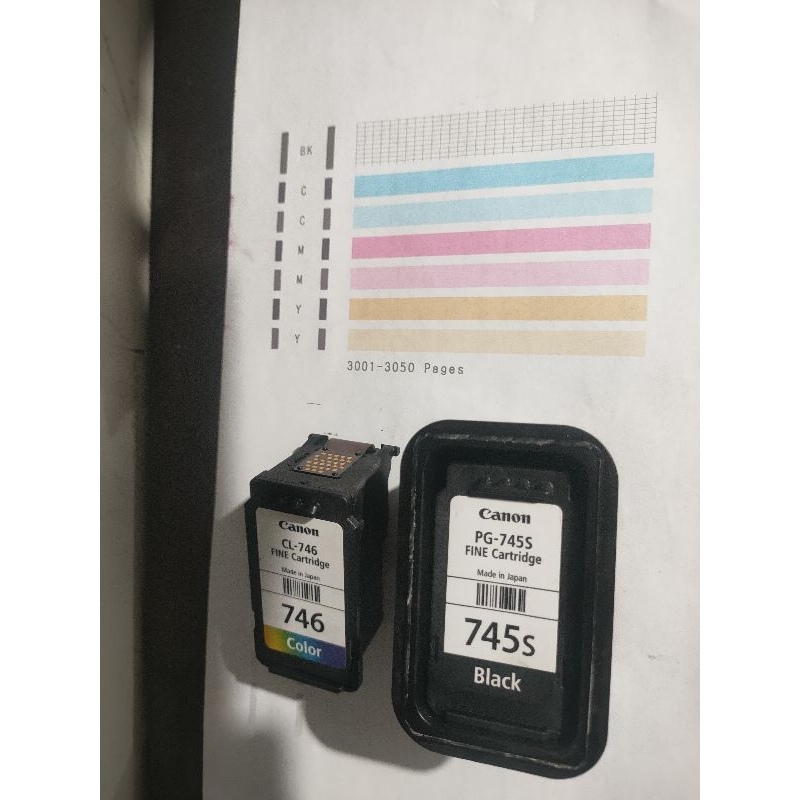 BK
C
C
M
M
Y
Y
3001-3050 Pages
Canon
CL-746
FINE Cartridge
Made in Japan
746
Color
Canon
PG-745S
FINE Cartridge
Made in Japan
745s
Black